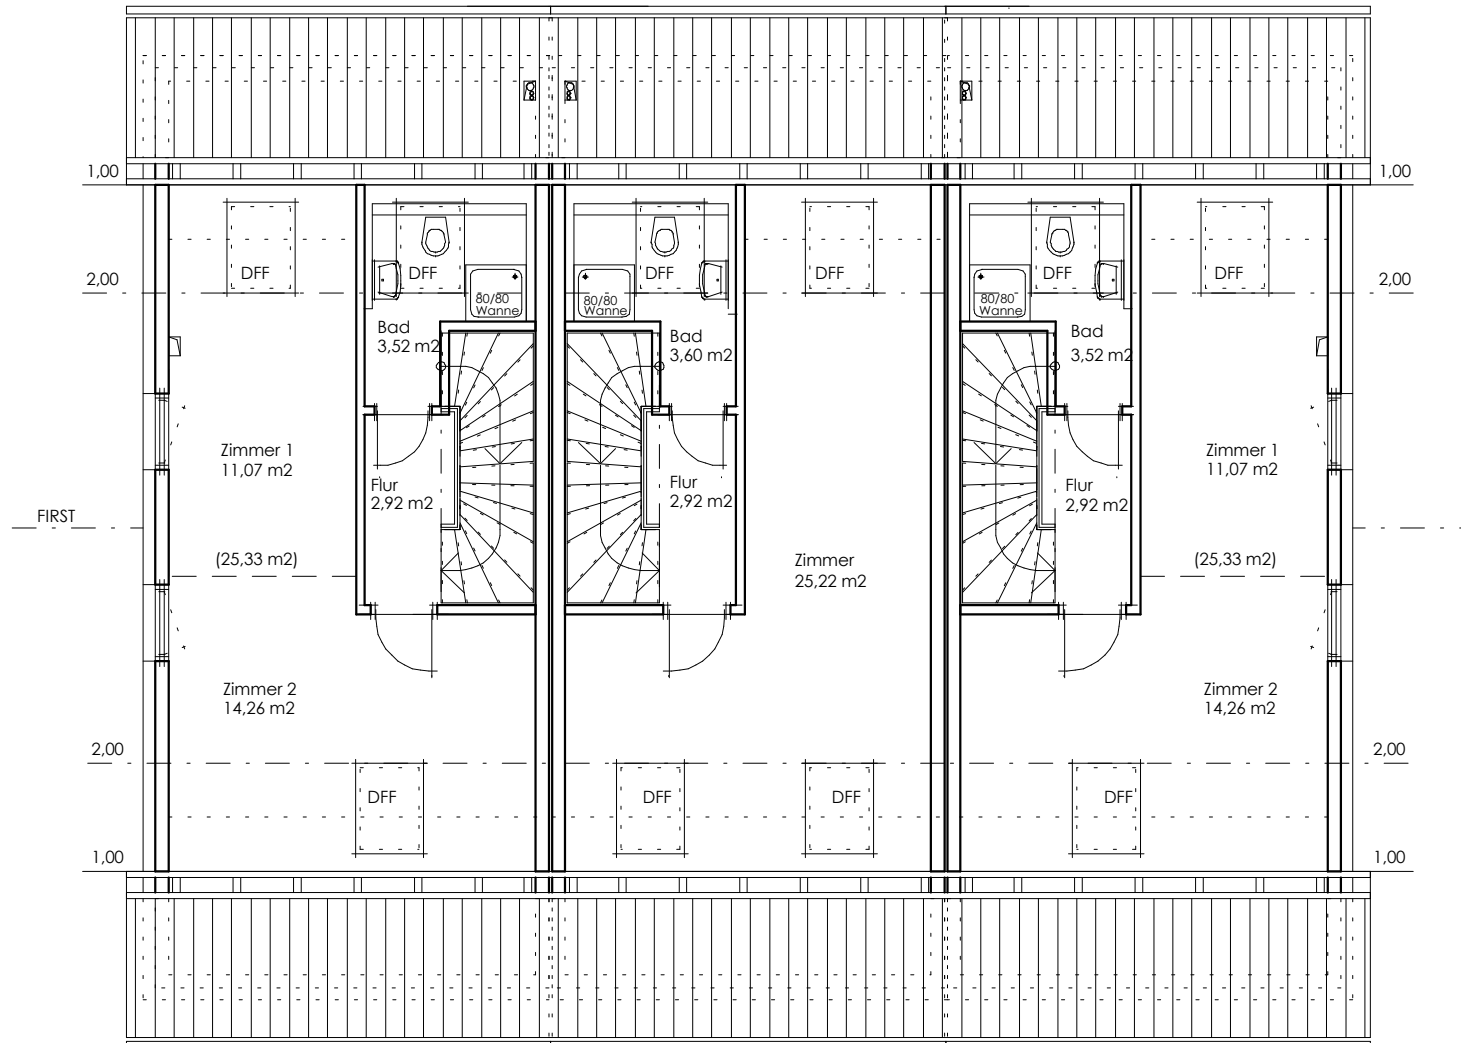 1,00
1,00
DFF
DFF
DFF
DFF
DFF
DFF
2,00
2,00
80/80
Wanne
80/80
Wanne
80/80
Wanne
Bad
3,52 m2
Bad
3,60 m2
Bad
3,52 m2
Zimmer 1
11,07 m2
Flur
2,92 m2
Flur
2,92 m2
Flur
2,92 m2
Zimmer 1
11,07 m2
FIRST
(25,33 m2)
Zimmer
25,22 m2
(25,33 m2)
Zimmer 2
14,26 m2
Zimmer 2
14,26 m2
2,00
2,00
DFF
DFF
DFF
DFF
1,00
1,00